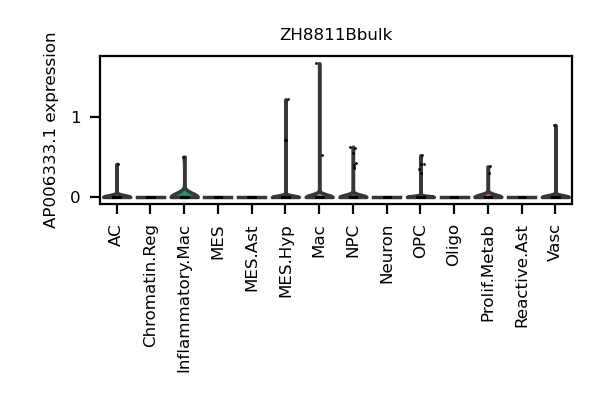 ZH8811Bbulk
AP006333.1 expression
1
0
AC
Chromatin.Reg
Inflammatory.Mac
MES
MES.Ast
MES.Hyp
Mac
NPC
Neuron
OPC
Oligo
Prolif.Metab
Reactive.Ast
Vasc